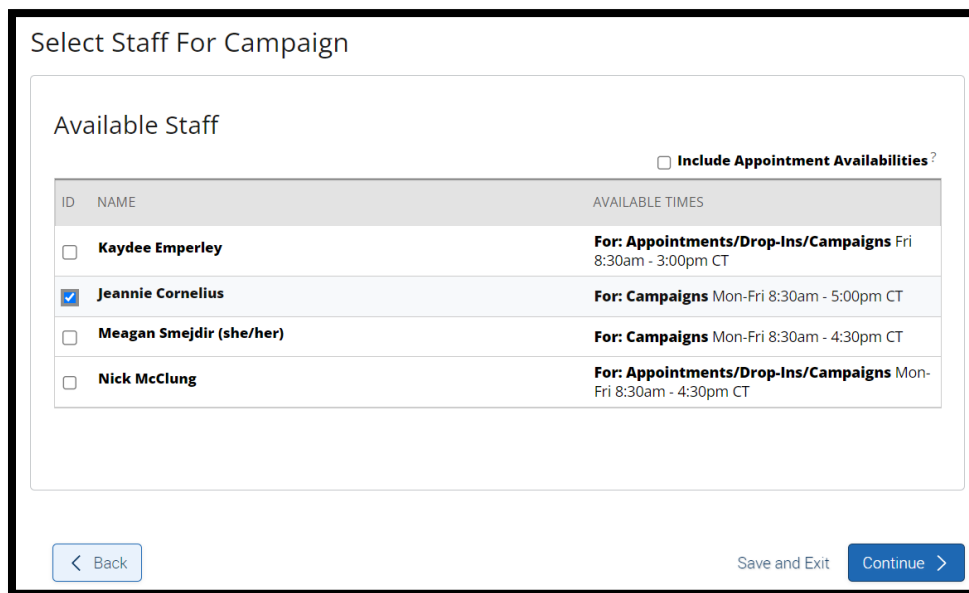 Select Staff For Campaign
Available Staff
Include Appointment Availabilities?
ID NAME AVAILABLE TIMES
Kaydee Emperley For: Appointments/Drop-Ins/Campaigns Fri
8:30am - 3:00pm CT
Jeannie Cornelius For: Campaigns Mon-Fri 8:30am - 5:00pm CT
Meagan Smejdir (she/her) For: Campaigns Mon-Fri 8:30am - 4:30pm CT
Nick McClung For: Appointments/Drop-Ins/Campaigns Mon-
Fri 8:30am - 4:30pm CT
Back Save and Exit Continue